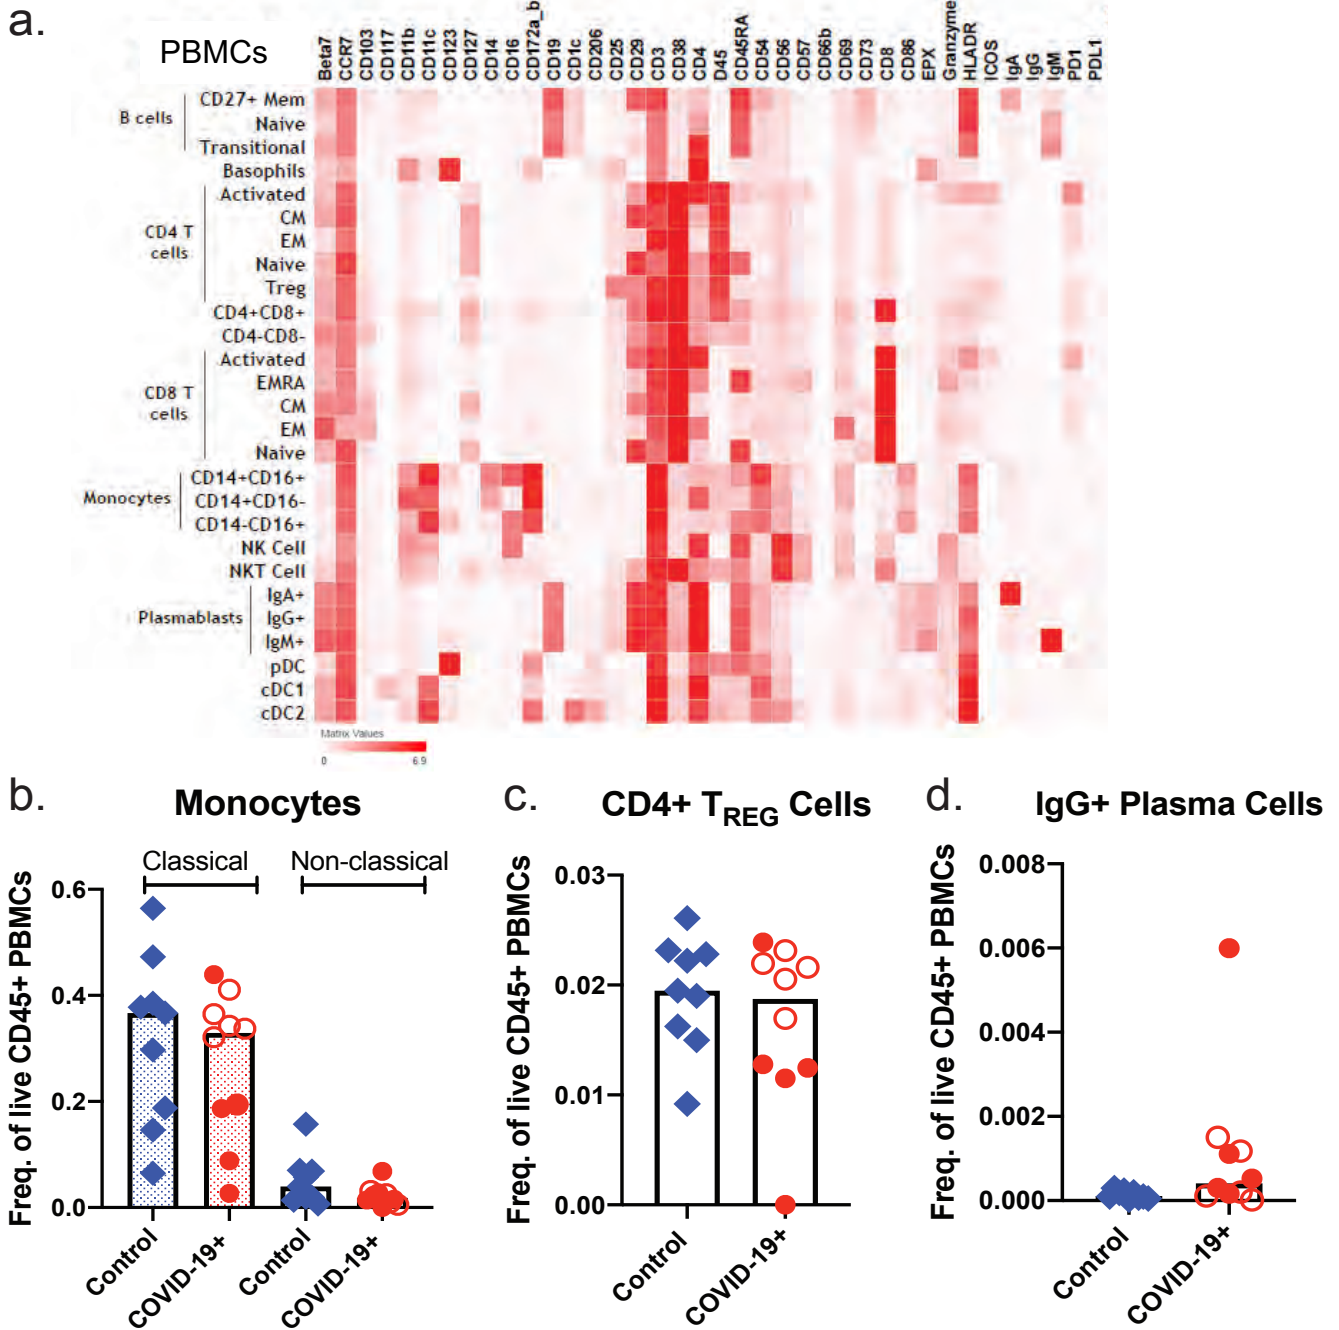 a.
PBMCs
Beta7
CCR7
CD103
CD117
CD11b
CD11c
CD123
CD127
CD14
CD16
CD172a_b
CD19
CD1c
CD206
CD25
CD29
CD3
CD38
CD4
D45
CD45RA
CD54
CD56
CD57
CD66b
CD69
CD73
CD8
CD86
EPX
Granzyme
HLADR
ICOS
IgA
IgG
IgM
PD1
PDL1
B cells
CD27+ Mem
Naive
Transitional
Basophils
CD4 T
cells
Activated
CM
EM
Naive
Treg
CD4+CD8+
CD4-CD8-
CD8 T
cells
Activated
EMRA
CM
EM
Naive
Monocytes
CD14+CD16+
CD14+CD16-
CD14-CD16+
NK Cell
NKT Cell
Plasmablasts
IgA+
IgG+
IgM+
pDC
cDC1
cDC2
Matrix Values
0 6.9
b.
Monocytes
Classical Non-classical
Freq. of live CD45+ PBMCs
0.6
0.4
0.2
0.0
Control
COVID-19+
Control
COVID-19+
c.
CD4+ TREG Cells
Freq. of live CD45+ PBMCs
0.03
0.02
0.01
0.00
Control
COVID-19+
d.
IgG+ Plasma Cells
Freq. of live CD45+ PBMCs
0.008
0.006
0.004
0.002
0.000
Control
COVID-19+